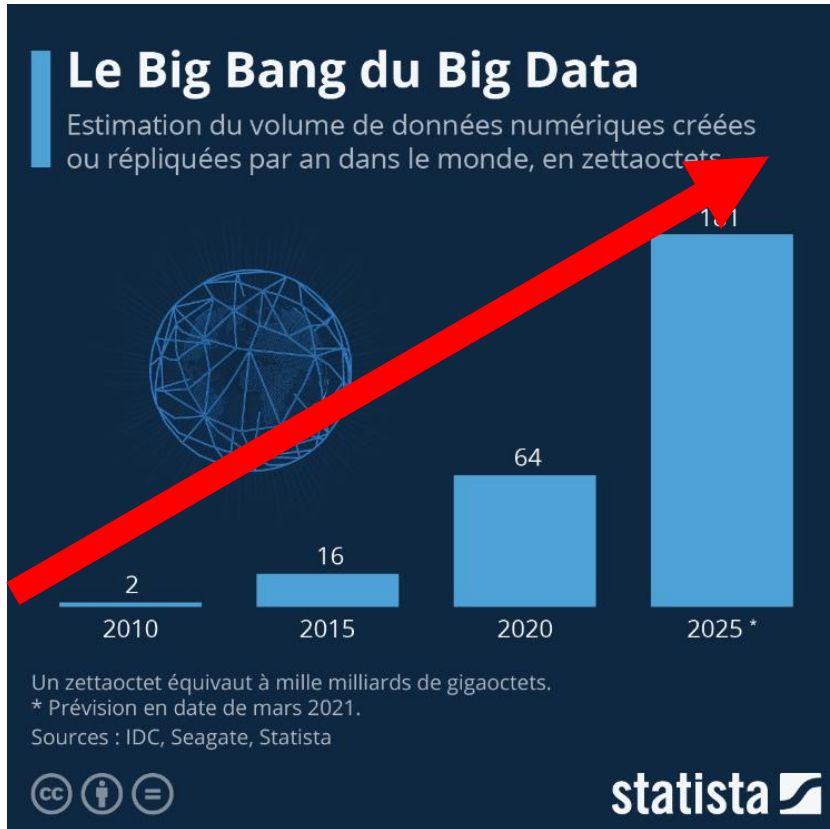 Le Big Bang du Big Data
Estimation du volume de données numériques créées
ou répliquées par an dans le monde, en zettaoctets
181
64
16
2
2010 2015 2020 2025 *
Un zettaoctet équivaut à mille milliards de gigaoctets.
* Prévision en date de mars 2021.
Sources : IDC, Seagate, Statista
cc
statista